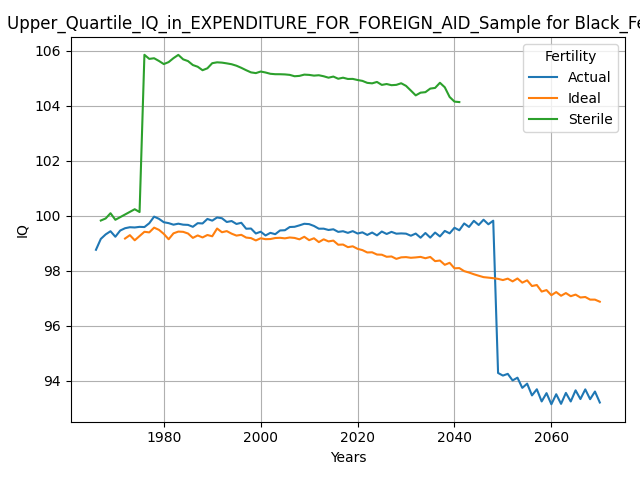 Upper_Quartile_IQ_in_EXPENDITURE_FOR_FOREIGN_AID_Sample for Black_Fe
106
104
102
100
98
96
94
IQ
Fertility
Actual
Ideal
Sterile
1980
2000
2020
2040
2060
Years